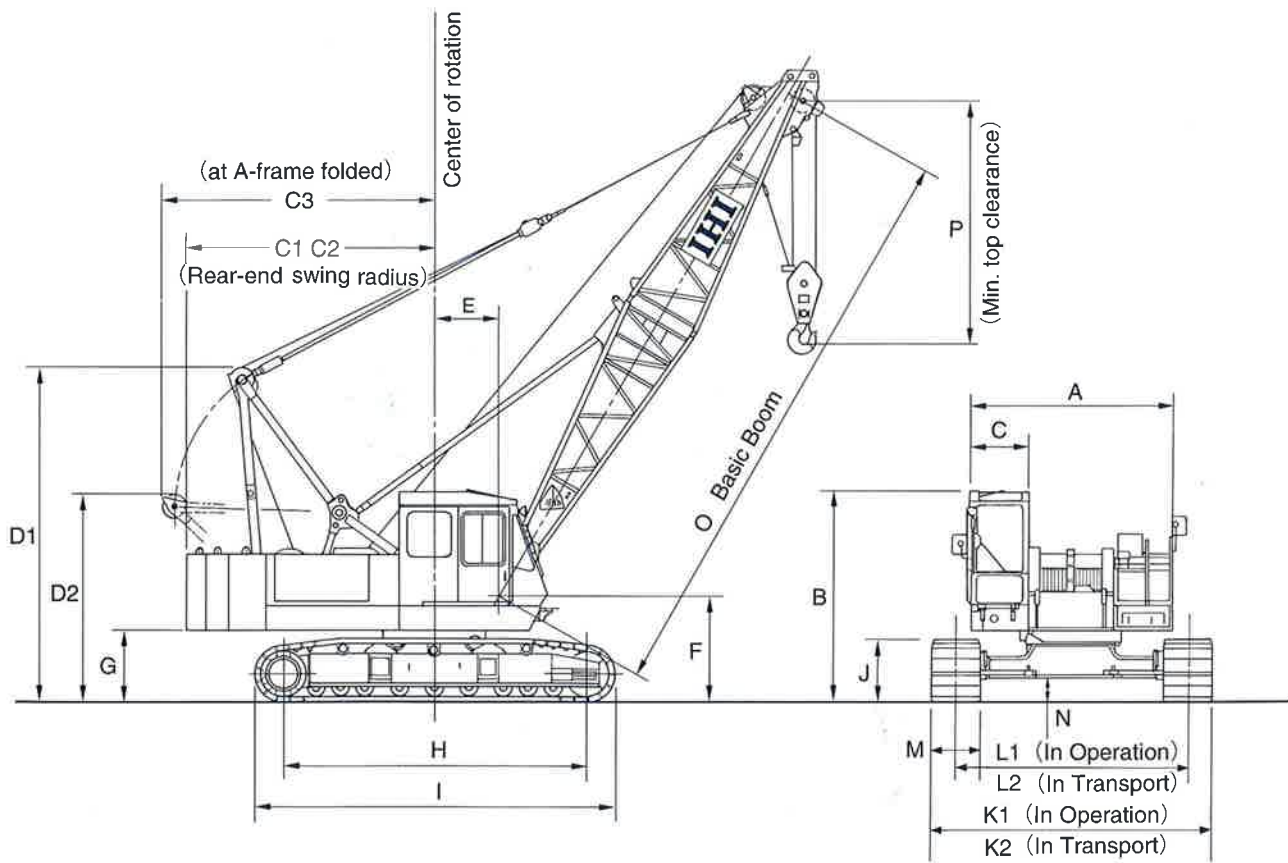 Center of rotation
(at A-frame folded)
C3
C1 C2
(Rear-end swing radius)
E
P
(Min. top clearance)
IHI
O Basic Boom
D1
D2
G
F
H
I
A
C
B
J
N
M
L1 (In Operation)
L2 (In Transport)
K1 (In Operation)
K2 (In Transport)